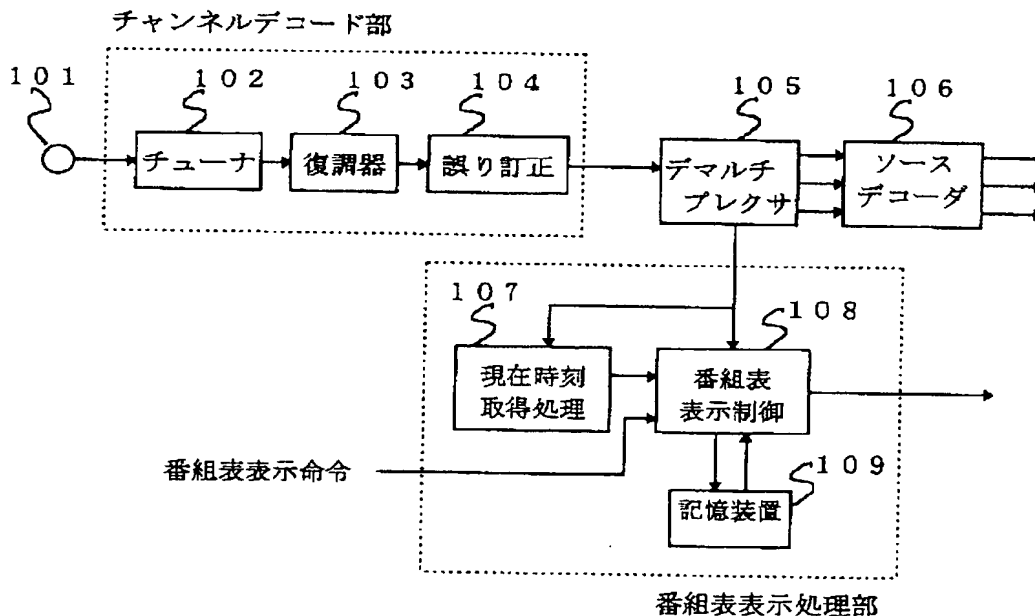 チャンネルデコード部
101
102
103
104
105
106
チューナ
復調器
誤り訂正
デマルチ
プレクサ
ソース
デコーダ
107
108
現在時刻
取得処理
番組表
表示制御
番組表表示命令
109
記憶装置
番組表表示処理部